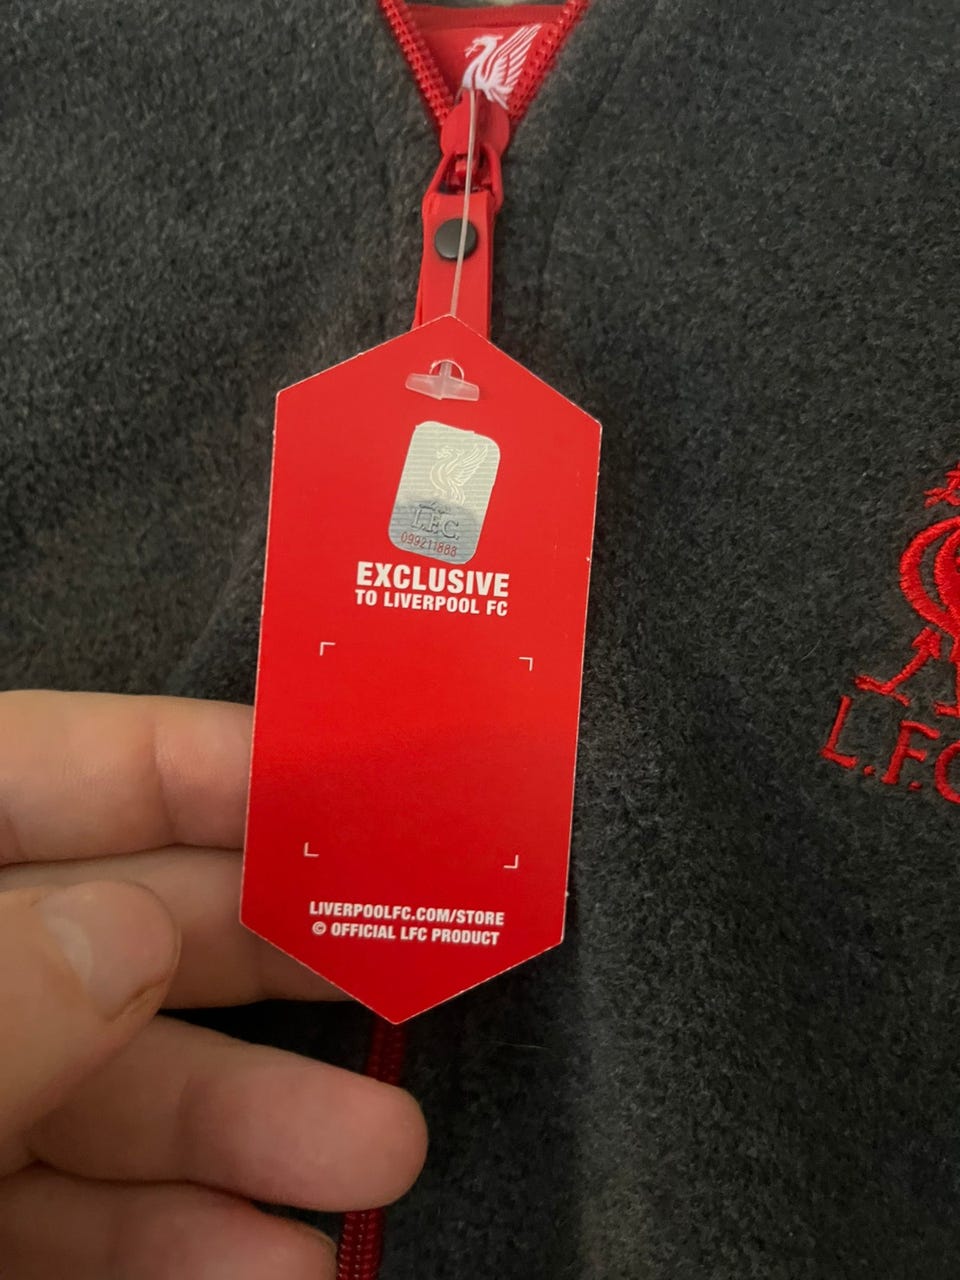 L.F.C.
099211888
EXCLUSIVE
TO LIVERPOOL FC
LIVERPOOLFC.COM/STORE
© OFFICIAL LFC PRODUCT
L.F.C